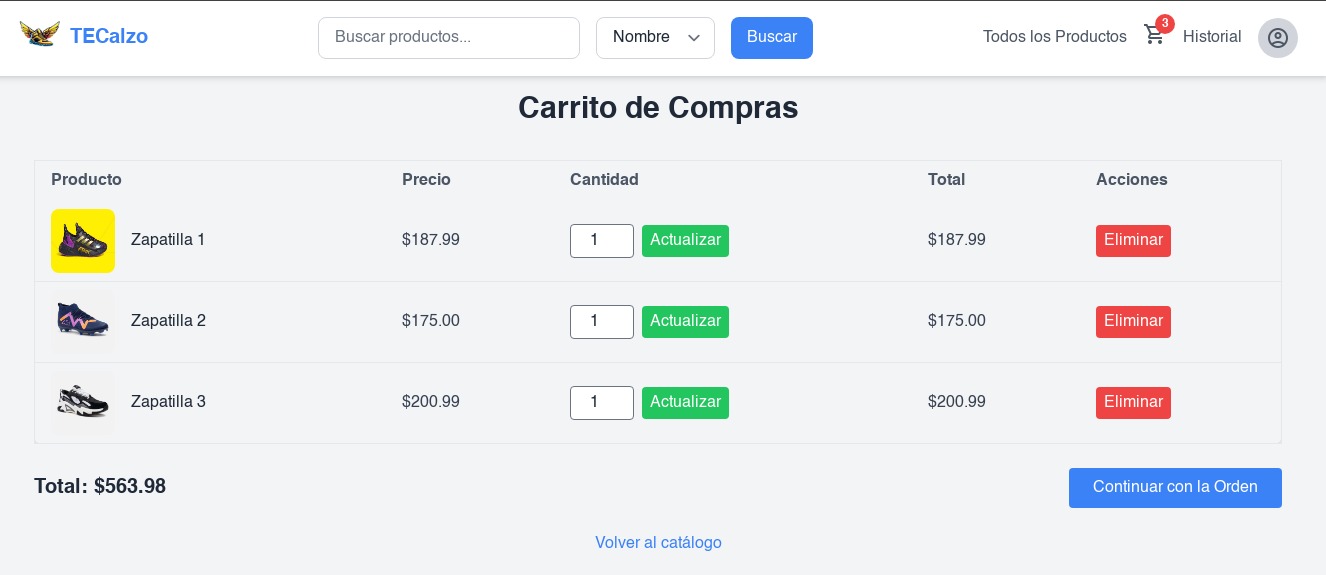 TECalzo Buscar productos... Nombre Buscar Todos los Productos 3 Historial
Carrito de Compras
Producto Precio Cantidad Total Acciones
Zapatilla 1 $187.99 1 Actualizar $187.99 Eliminar
Zapatilla 2 $175.00 1 Actualizar $175.00 Eliminar
Zapatilla 3 $200.99 1 Actualizar $200.99 Eliminar
Total: $563.98 Continuar con la Orden
Volver al catálogo